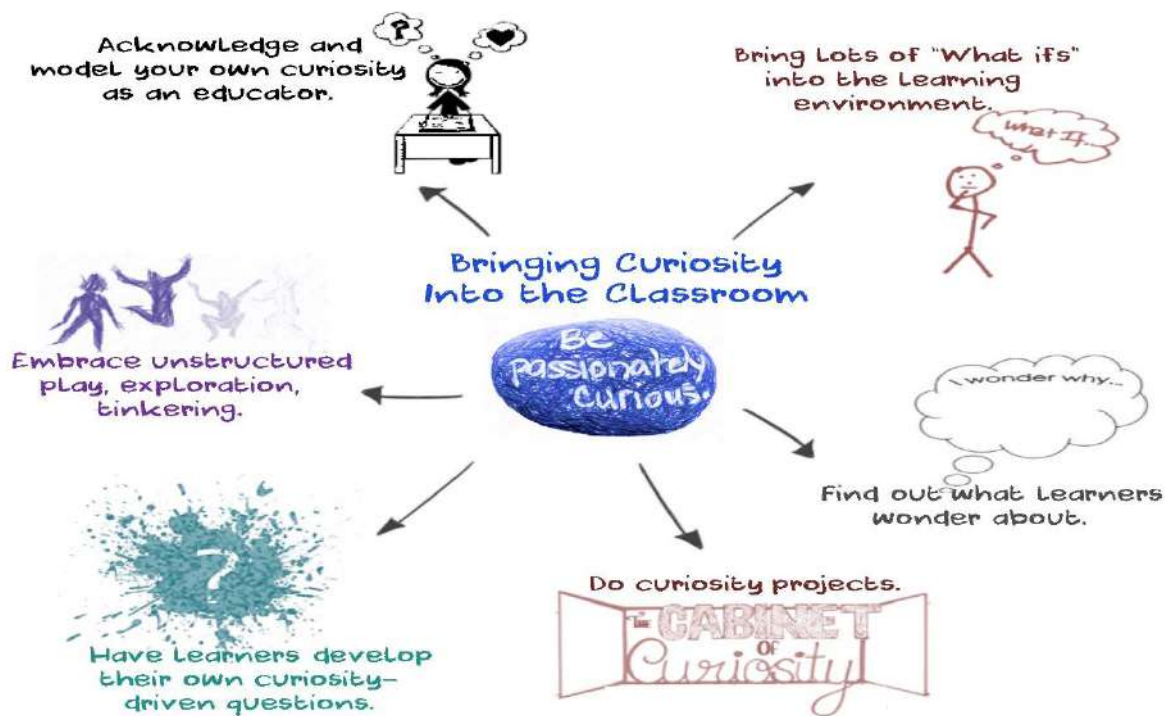 Acknowledge and
model your own curiosity
as an educator.
?
Bring Lots of "What ifs"
into the Learning
environment.
What If...
Bringing Curiosity
Into the Classroom
Be
passionately
Curious.
Embrace unstructured
play, exploration,
tinkering.
I wonder why...
Find out what Learners
wonder about.
?
Have Learners develop
their own curiosity-
driven questions.
Do curiosity projects.
The CABINET
OF
Curiosity